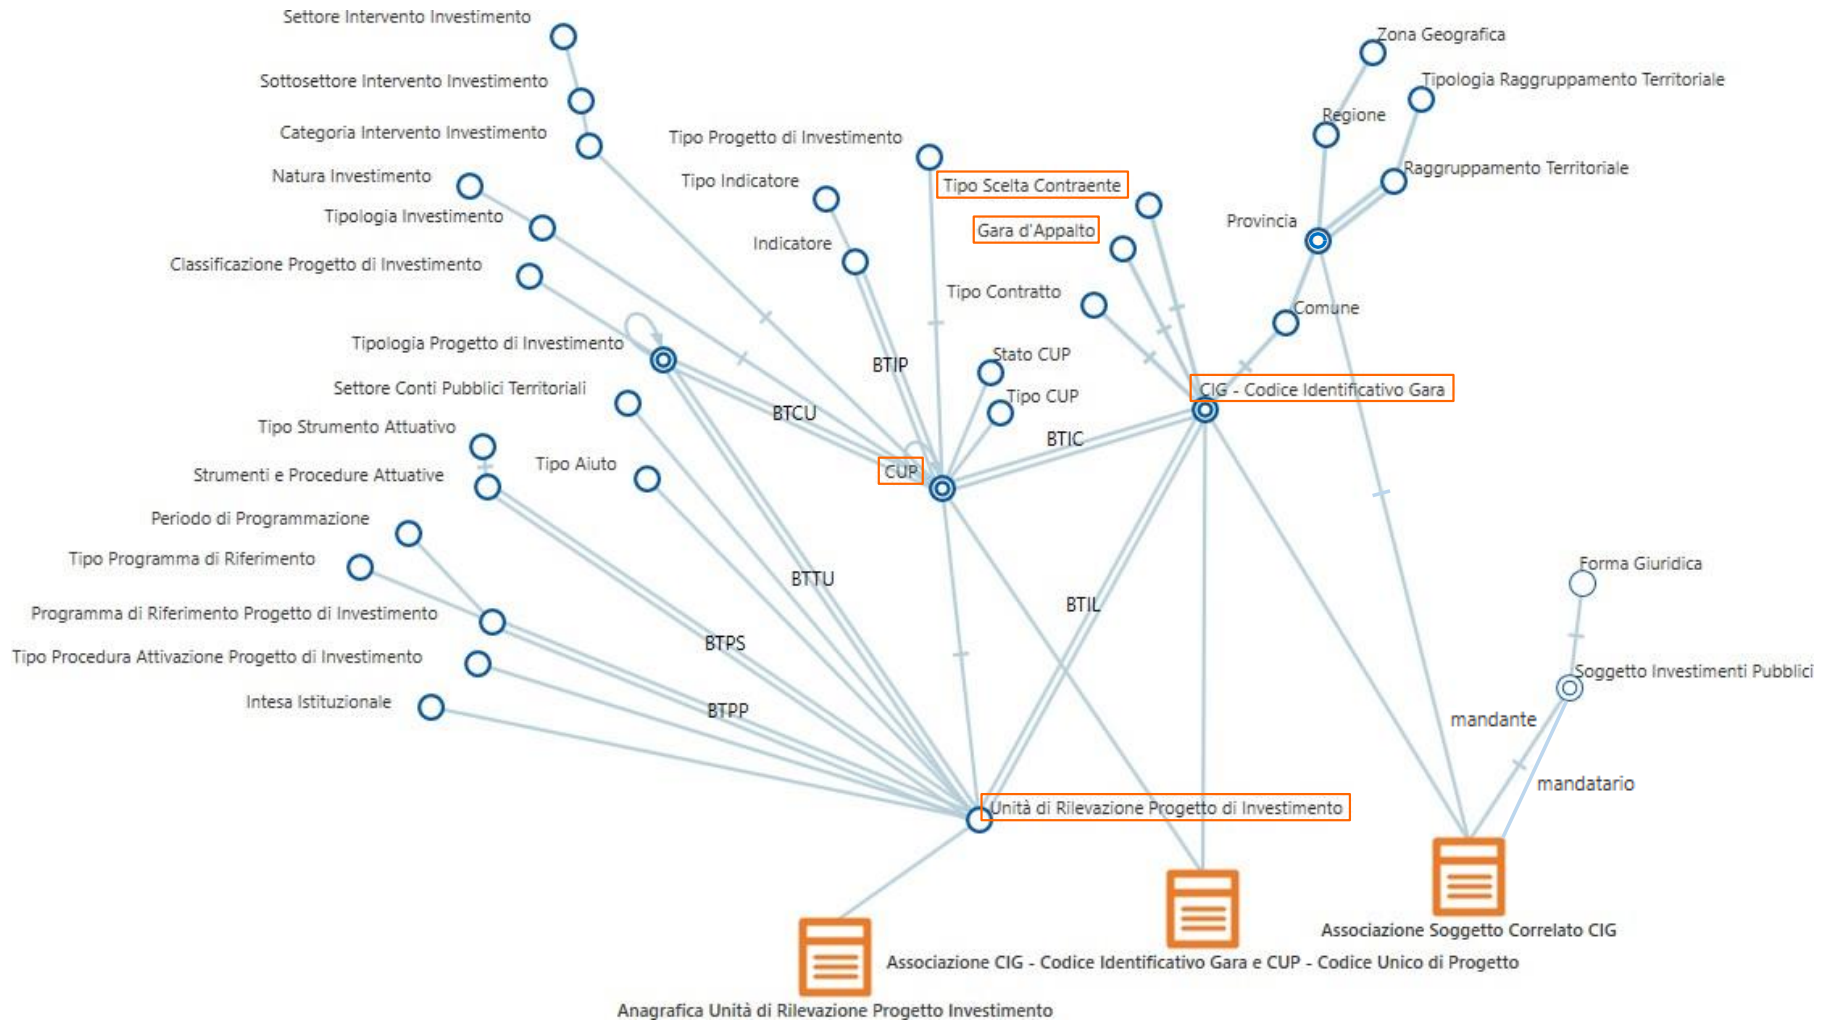 Settore Intervento Investimento
Zona Geografica
Sottosettore Intervento Investimento
Tipologia Raggruppamento Territoriale
Regione
Categoria Intervento Investimento
Tipo Progetto di Investimento
Natura Investimento
Tipo Indicatore
Tipo Scelta Contraente
Raggruppamento Territoriale
Tipologia Investimento
Gara d'Appalto
Provincia
Indicatore
Classificazione Progetto di Investimento
Tipo Contratto
Comune
Tipologia Progetto di Investimento
Stato CUP
BTIP
Settore Conti Pubblici Territoriali
Tipo CUP
CIG - Codice Identificativo Gara
BTCU
Tipo Strumento Attuativo
BTIC
Tipo Aiuto
CUP
Strumenti e Procedure Attuative
Periodo di Programmazione
Tipo Programma di Riferimento
Forma Giuridica
BTTU
BTIL
Programma di Riferimento Progetto di Investimento
BTPS
Tipo Procedura Attivazione Progetto di Investimento
Soggetto Investimenti Pubblici
Intesa Istituzionale
BTPP
mandante
mandatario
Unità di Rilevazione Progetto di Investimento
Associazione Soggetto Correlato CIG
Associazione CIG - Codice Identificativo Gara e CUP - Codice Unico di Progetto
Anagrafica Unità di Rilevazione Progetto Investimento